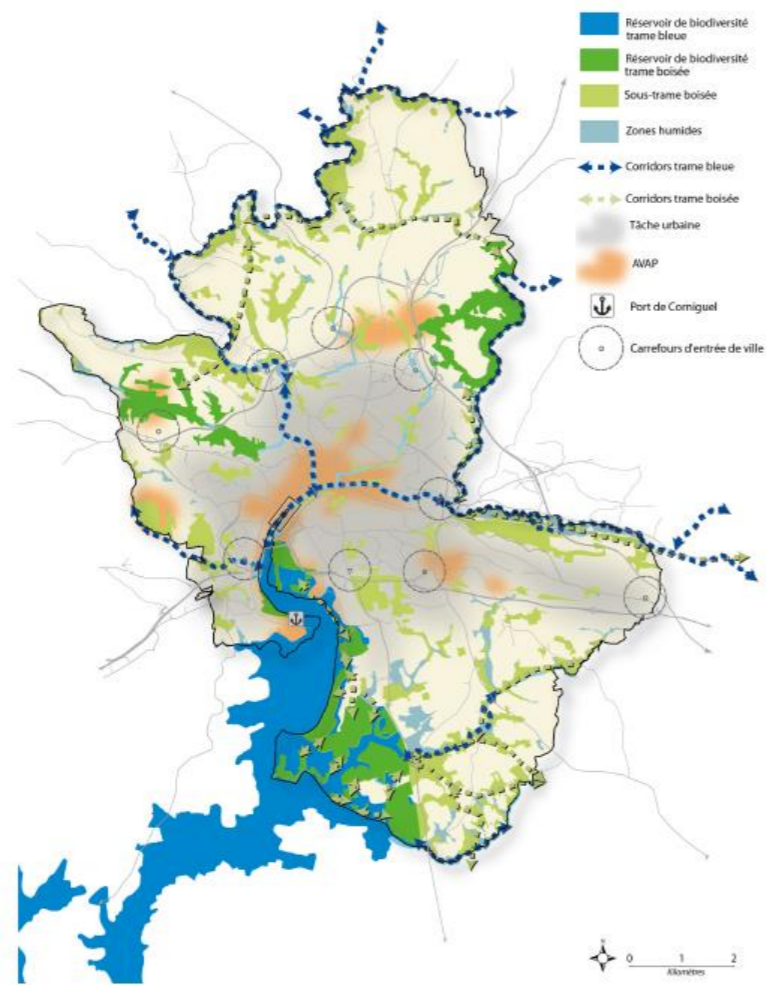 Réservoir de biodiversité
trame bleue
Réservoir de biodiversité
trame boisée
Sous-trame boisée
Zones humides
Corridors trame bleue
Corridors trame boisée
Tâche urbaine
AVAP
Port de Corniguel
Carrefours d'entrée de ville
N
0 1 2
Kilomètres